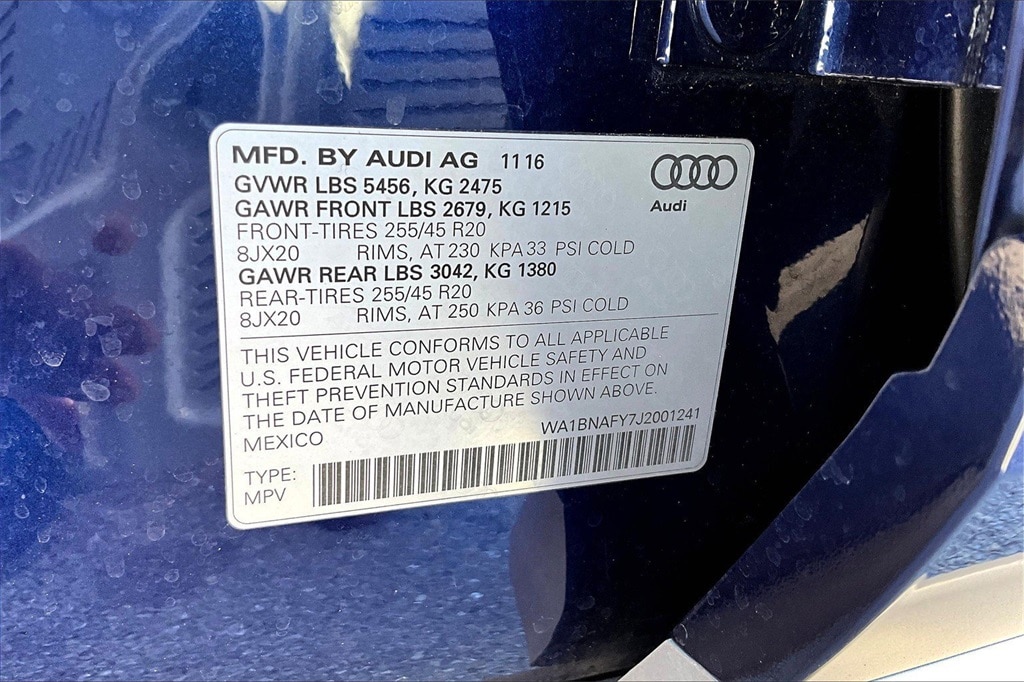 MFD. BY AUDI AG 11 16
GVWR LBS 5456, KG 2475
GAWR FRONT LBS 2679, KG 1215
FRONT-TIRES 255/45 R20
8JX20 RIMS, AT 230 KPA 33 PSI COLD
GAWR REAR LBS 3042, KG 1380
REAR-TIRES 255/45 R20
8JX20 RIMS, AT 250 KPA 36 PSI COLD
Audi
THIS VEHICLE CONFORMS TO ALL APPLICABLE
U.S. FEDERAL MOTOR VEHICLE SAFETY AND
THEFT PREVENTION STANDARDS IN EFFECT ON
THE DATE OF MANUFACTURE SHOWN ABOVE.
MEXICO WA1BNAFY7J2001241
TYPE:
MPV